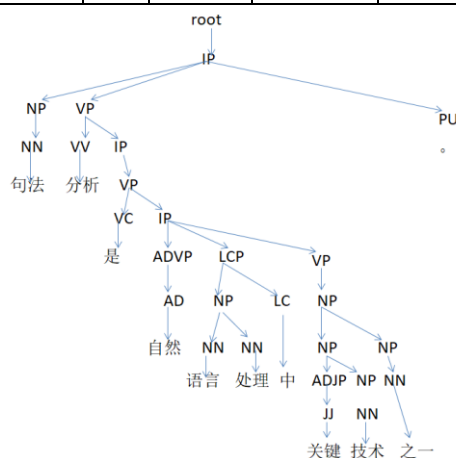 root
IP
NP VP PU
NN VV IP 。
句法 分析 VP
VC IP
是 ADVP LCP VP
AD NP LC NP
自然 NN NN NP NP
语言 处理 中 ADJP NP NN
JJ NN
关键 技术 之一